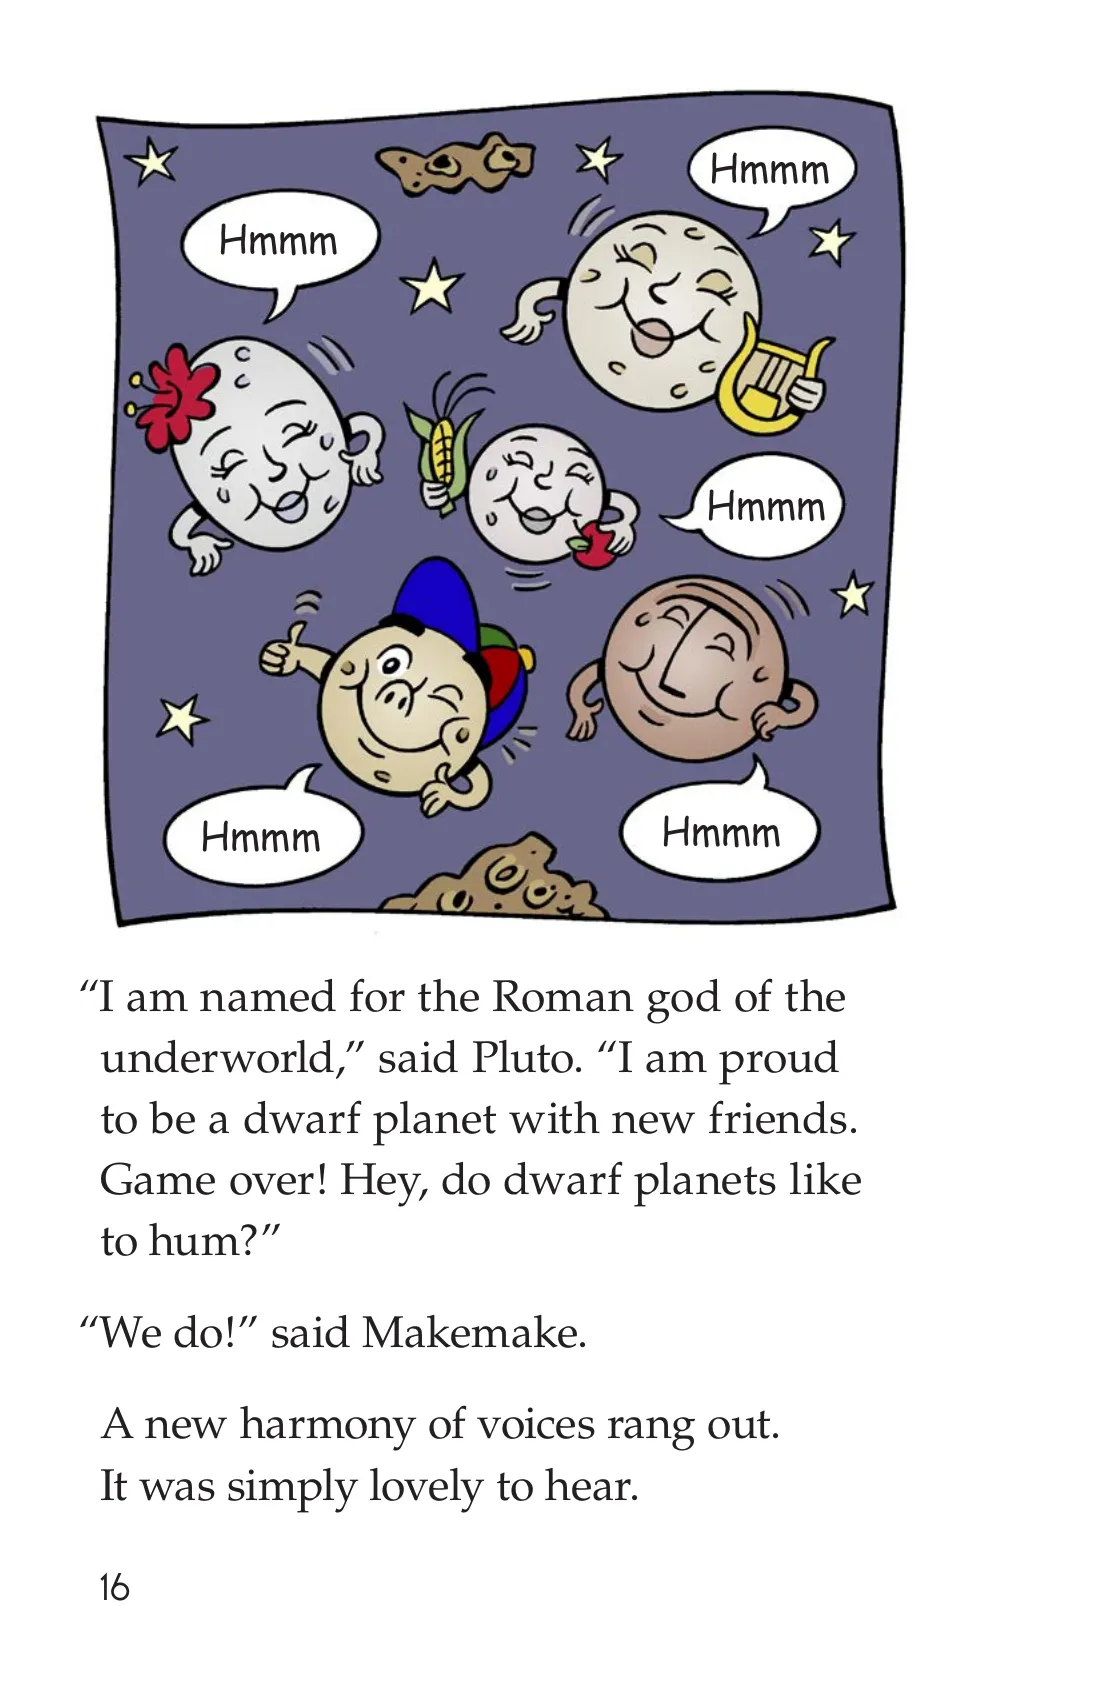 Hmmm
Hmmm
Hmmm
Hmmm
Hmmm
“I am named for the Roman god of the
underworld,” said Pluto. “I am proud
to be a dwarf planet with new friends.
Game over! Hey, do dwarf planets like
to hum?”
“We do!” said Makemake.
A new harmony of voices rang out.
It was simply lovely to hear.
16